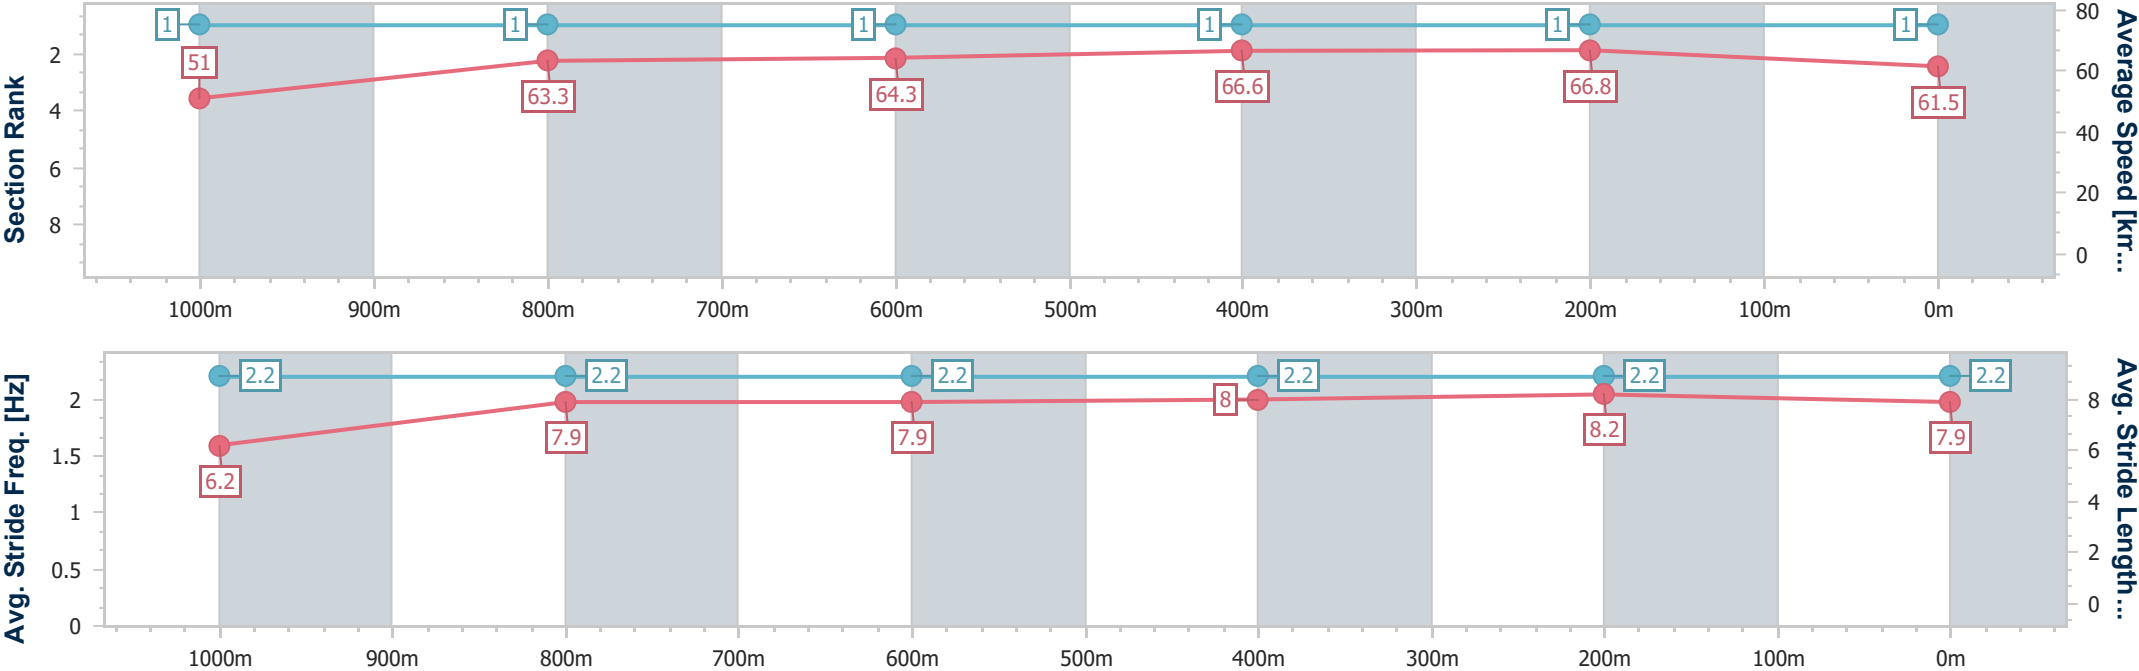 Section Rank
2
4
6
8
1
1
1
1
1
1
51
63.3
64.3
66.6
66.8
61.5
80
60
40
20
0
Average Speed [km...
1000m
900m
800m
700m
600m
500m
400m
300m
200m
100m
0m
Avg. Stride Freq. [Hz]
2
1.5
1
0.5
0
2.2
2.2
2.2
2.2
2.2
2.2
6.2
7.9
7.9
8
8.2
7.9
8
6
4
2
0
Avg. Stride Length...
1000m
900m
800m
700m
600m
500m
400m
300m
200m
100m
0m